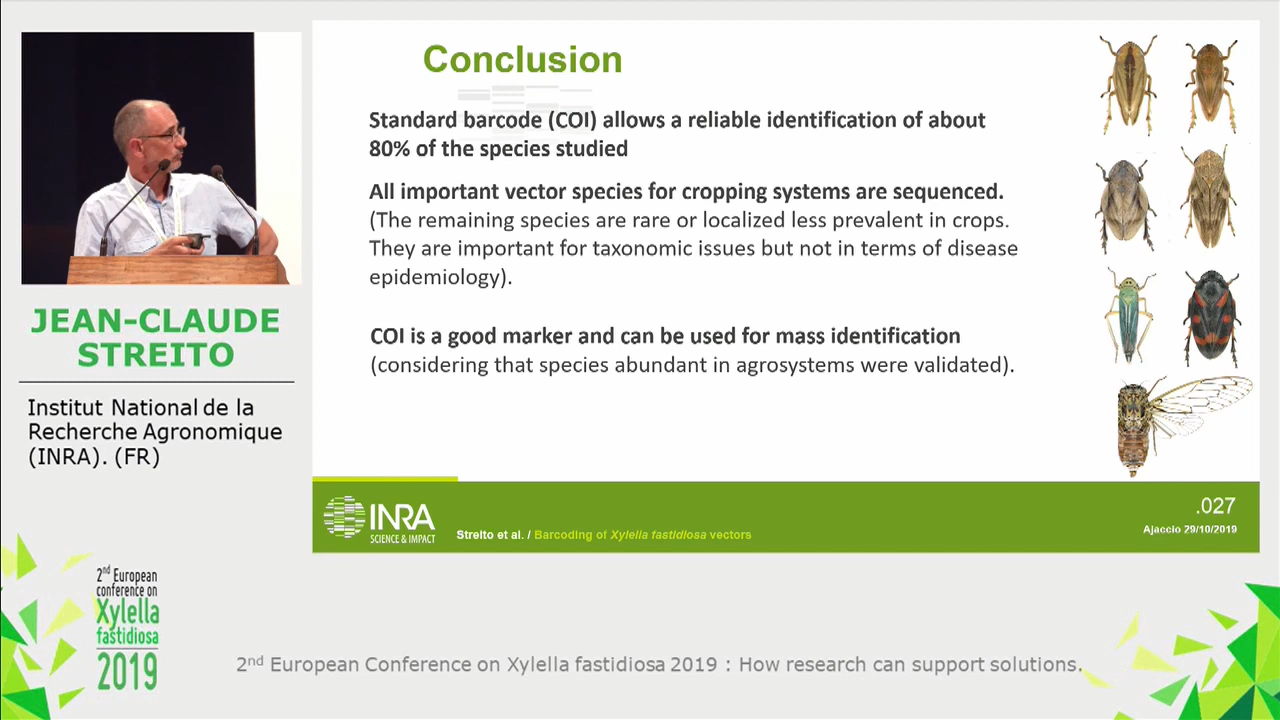 Conclusion
Standard barcode (COI) allows a reliable identification of about
80% of the species studied
All important vector species for cropping systems are sequenced.
(The remaining species are rare or localized less prevalent in crops.
They are important for taxonomic issues but not in terms of disease
epidemiology).
COI is a good marker and can be used for mass identification
(considering that species abundant in agrosystems were validated).
JEAN-CLAUDE
STREITO
Institut National de la
Recherche Agronomique
(INRA). (FR)
INRA
SCIENCE & IMPACT
Streito et al. / Barcoding of Xylella fastidiosa vectors
.027
Ajaccio 29/10/2019
2nd European
conference on
Xylella
fastidiosa
2019
2nd European Conference on Xylella fastidiosa 2019 : How research can support solutions.